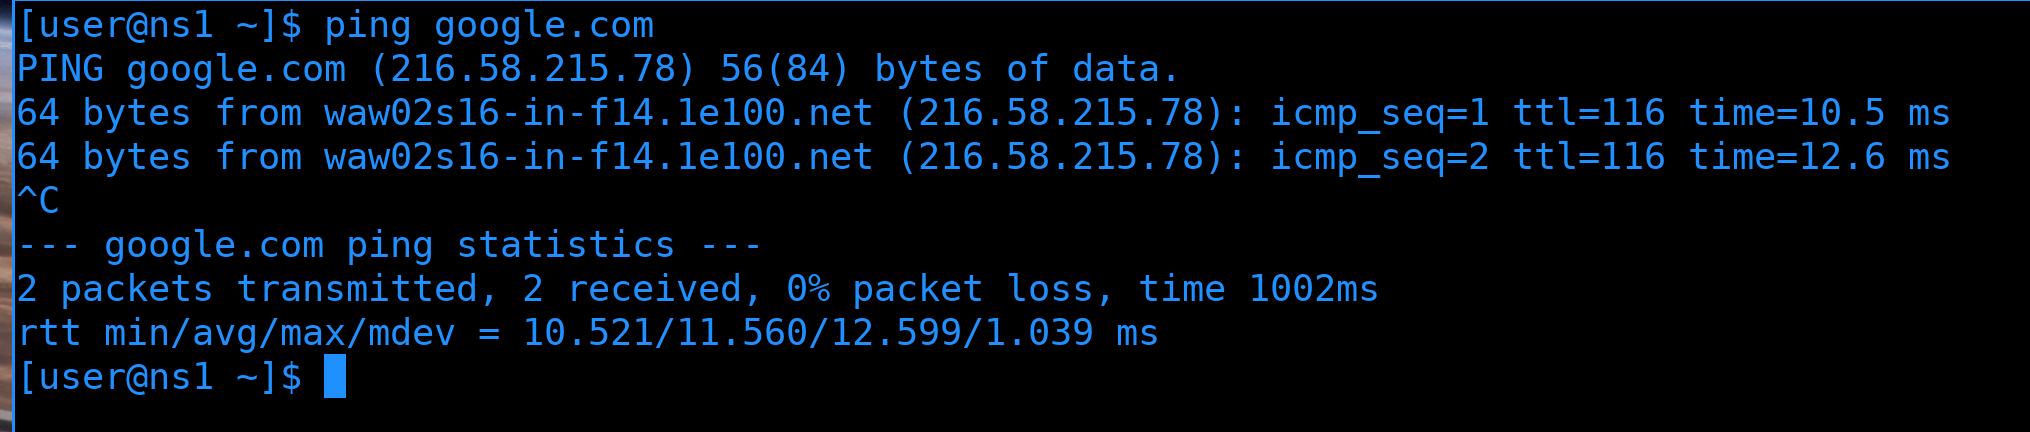 [user@ns1 ~]$ ping google.com
PING google.com (216.58.215.78) 56(84) bytes of data.
64 bytes from waw02s16-in-f14.1e100.net (216.58.215.78): icmp_seq=1 ttl=116 time=10.5 ms
64 bytes from waw02s16-in-f14.1e100.net (216.58.215.78): icmp_seq=2 ttl=116 time=12.6 ms
^C
--- google.com ping statistics ---
2 packets transmitted, 2 received, 0% packet loss, time 1002ms
rtt min/avg/max/mdev = 10.521/11.560/12.599/1.039 ms
[user@ns1 ~]$